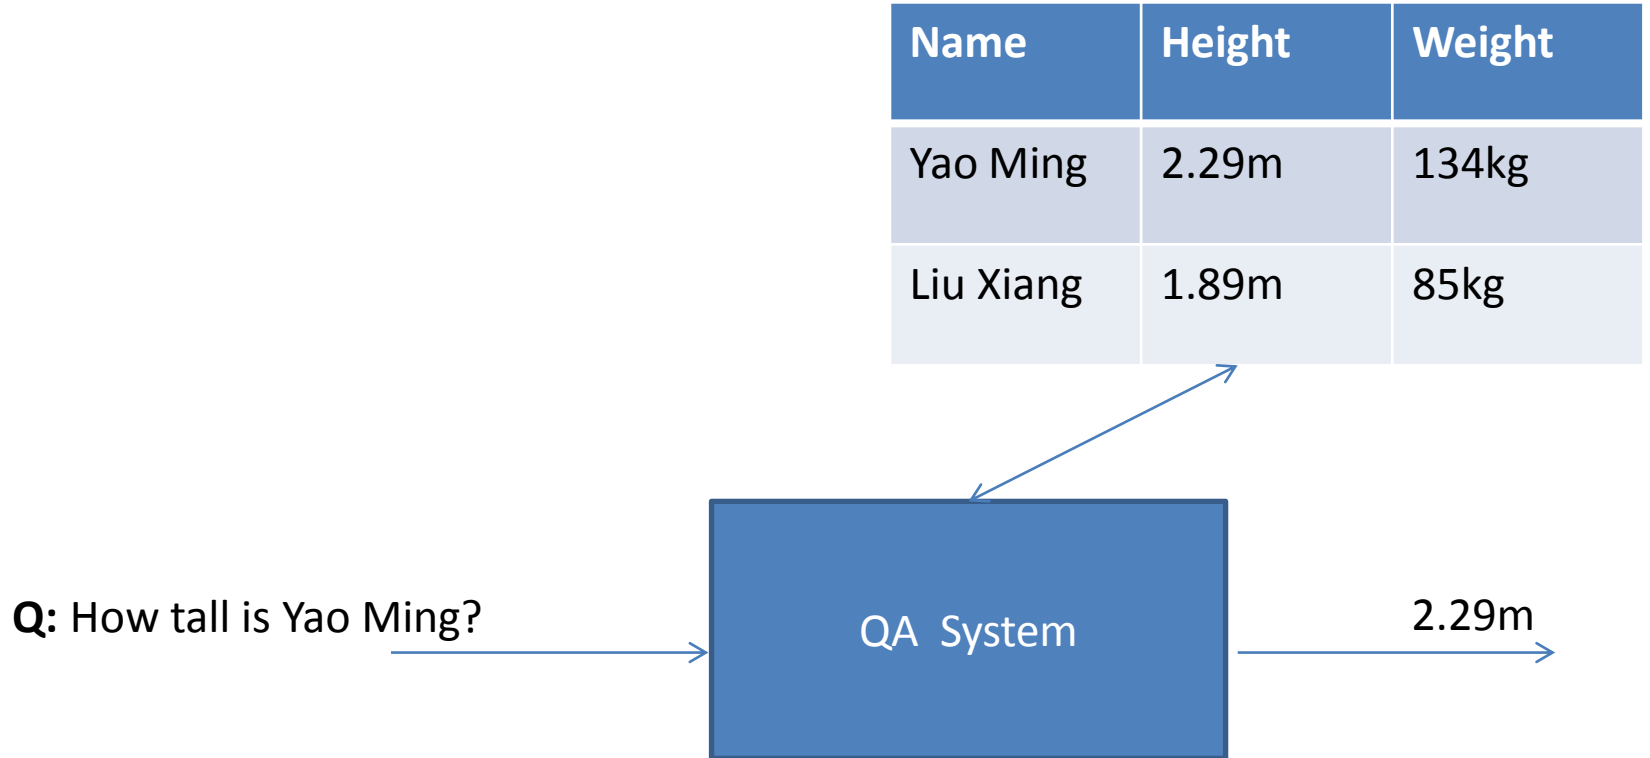 Name Height Weight
Yao Ming 2.29m 134kg
Liu Xiang 1.89m 85kg
Q: How tall is Yao Ming?
QA System
2.29m